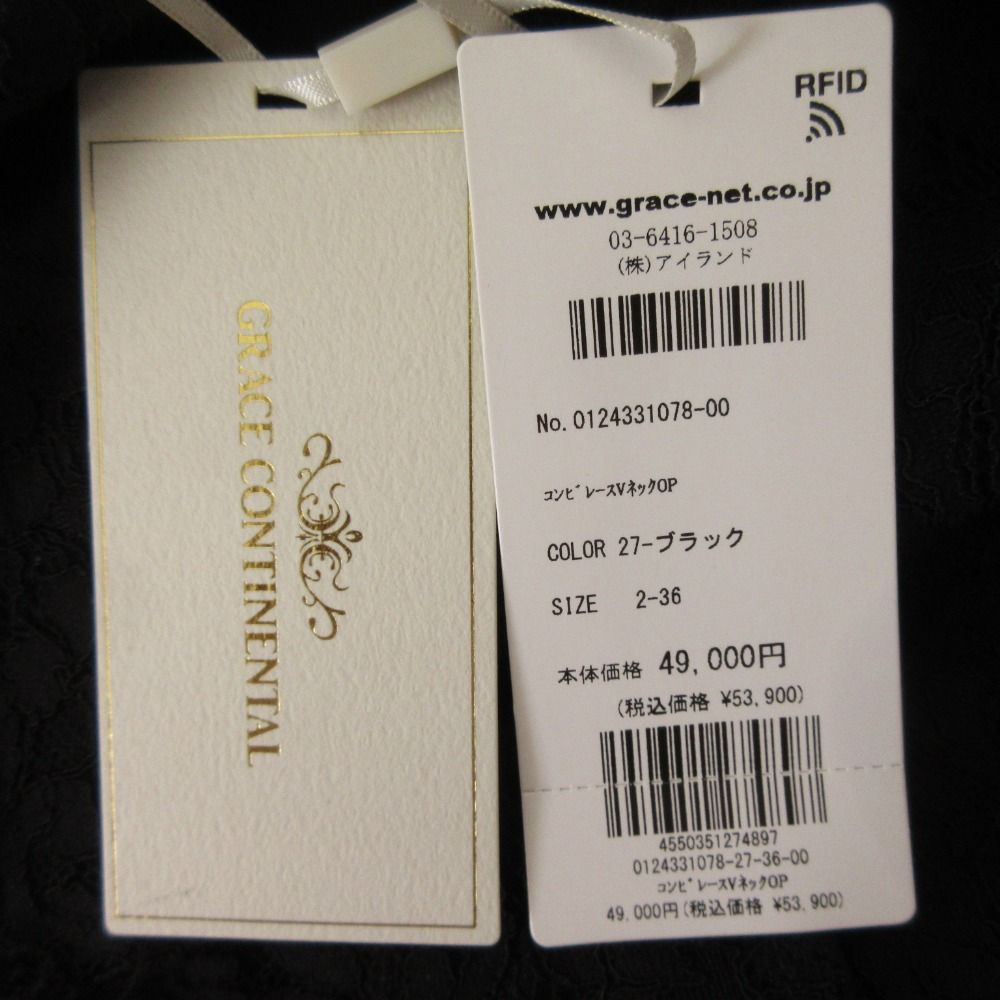 GRACE CONTINENTAL
RFID
www.grace-net.co.jp
03-6416-1508
(株)アイランド
No.0124331078-00
コンビレースVネックOP
COLOR 27-ブラック
SIZE 2-36
本体価格 49,000円
(税込価格 ¥53,900)
4550351274897
0124331078-27-36-00
コンビレースVネックOP
49,000円(税込価格 ¥53,900)